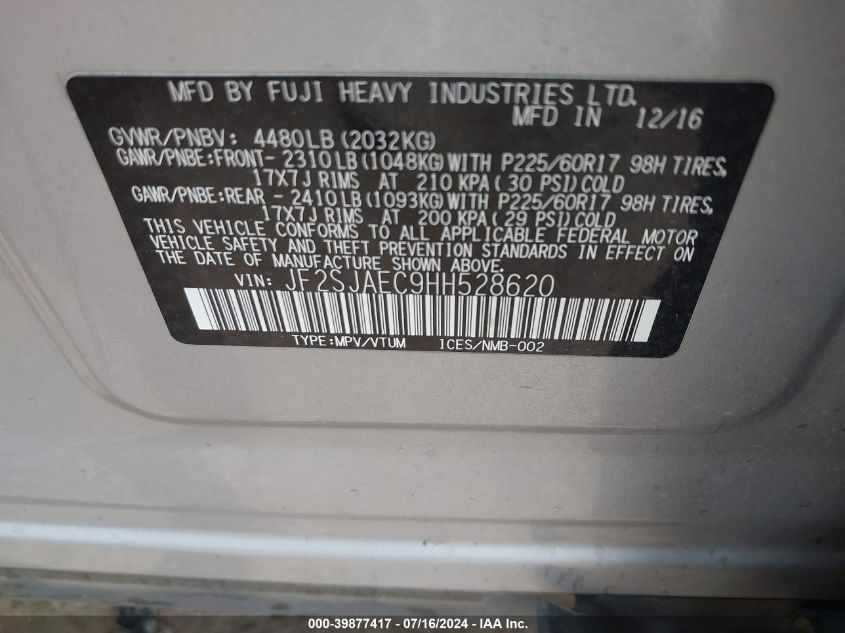 MFD BY FUJI HEAVY INDUSTRIES LTD.
MFD IN 12/16
GVWR/PNBV: 4480LB (2032KG)
GAWR/PNBE:FRONT- 2310LB (1048KG) WITH P225/60R17 98H TIRES,
17X7J RIMS AT 210 KPA ( 30 PSI) COLD
GAWR/PNBE:REAR - 2410LB (1093KG) WITH P225/60R17 98H TIRES,
17X7J RIMS AT 200 KPA ( 29 PSI) COLD
THIS VEHICLE CONFORMS TO ALL APPLICABLE FEDERAL MOTOR
VEHICLE SAFETY AND THEFT PREVENTION STANDARDS IN EFFECT ON
THE DATE OF MANUFACTURE SHOWN ABOVE.
VIN: JF2SJAEC9HH528620
TYPE:MPV/VTUM ICES/NMB-002
000-39877417 - 07/16/2024 - IAA Inc.